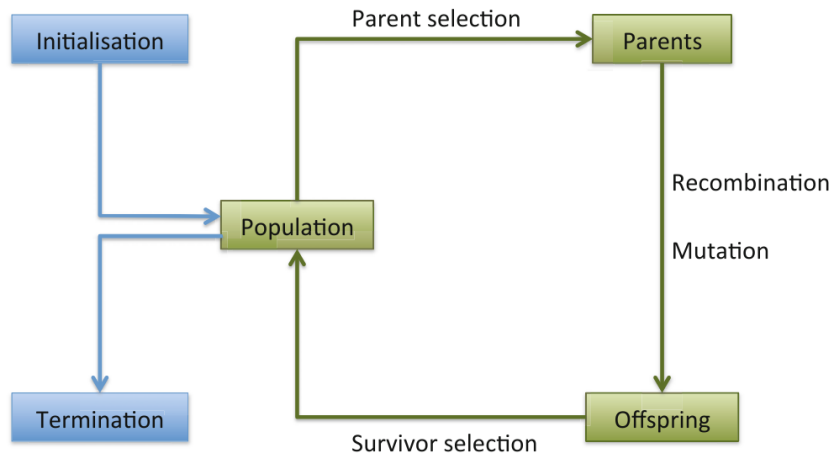 Parent selection
Initialisation
Parents
Recombination
Population
Mutation
Termination
Offspring
Survivor selection